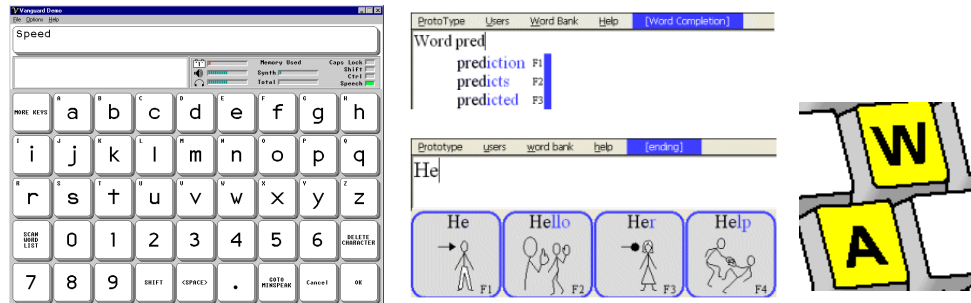 Vanguard Demo
File Options Help
Speed
Memory Used
Synth
Total
Caps Lock
Shift
Ctrl
Speech
MORE KEYS A a B b C c D d E e F f G g H h
I i J j K k L l M m N n O o P p Q q
R r S s T t U u V v W w X x Y y Z z
SCAN WORD LIST 0 1 2 3 4 5 6 DELETE CHARACTER
7 8 9 SHIFT <SPACE> . GOTO MINSPEAK Cancel OK
ProtoType Users Word Bank Help [Word Completion]
Word pred
prediction F1
predicts F2
predicted F3
Prototype users word bank help [ending]
He
He Hello Her Help
F1 F2 F3 F4
W
A